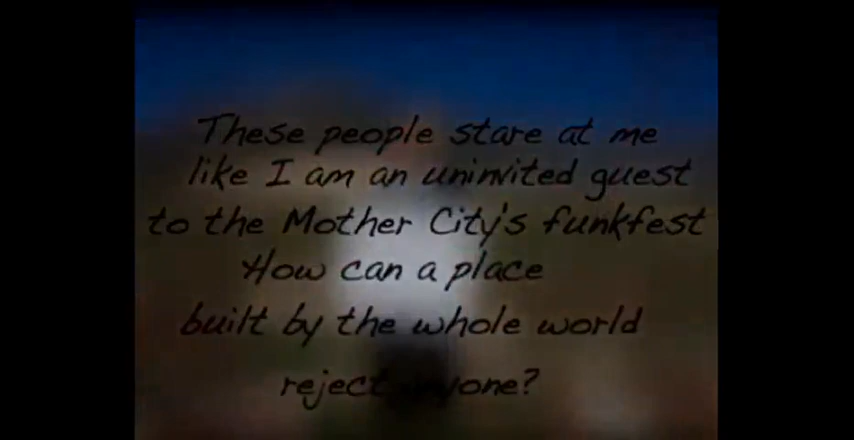 These people stare at me
like I am an uninvited guest
to the Mother City's funkfest
How can a place
built by the whole world
reject anyone?